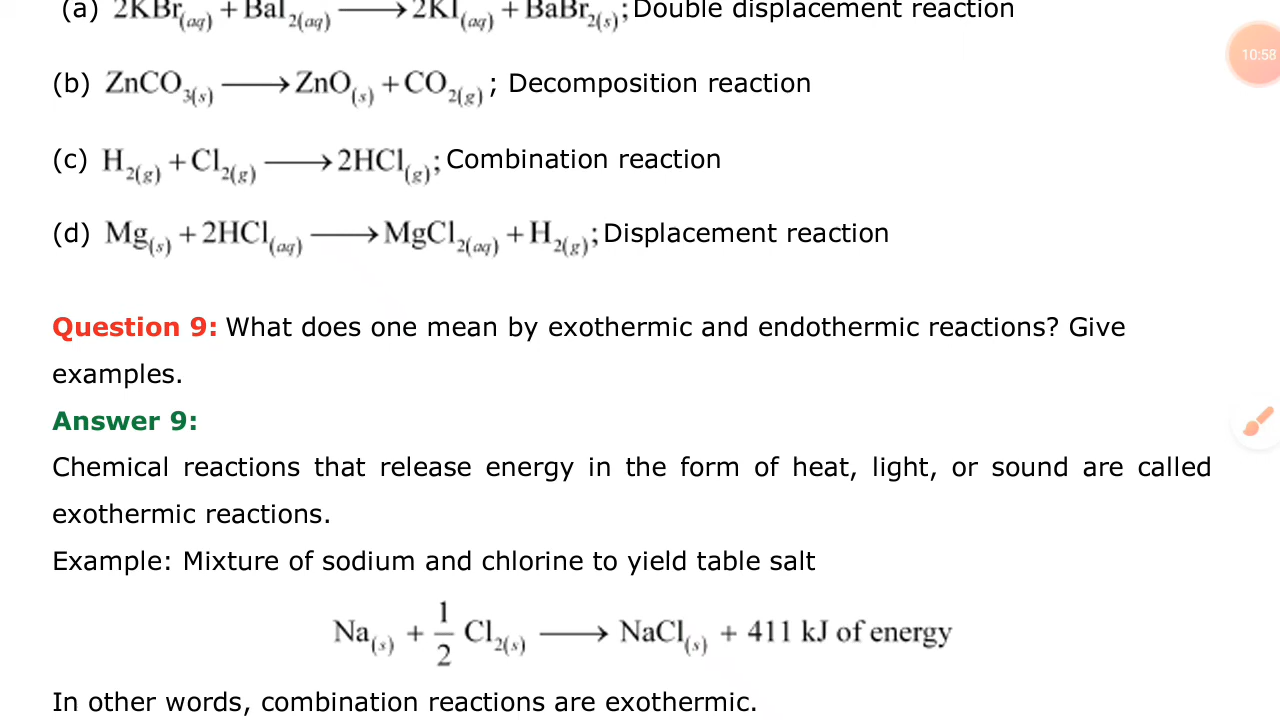 (a) 2KBr(aq) + BaI2(aq) ⟶ 2KI(aq) + BaBr2(s); Double displacement reaction
10:58
(b) ZnCO3(s) ⟶ ZnO(s) + CO2(g); Decomposition reaction
(c) H2(g) + Cl2(g) ⟶ 2HCl(g); Combination reaction
(d) Mg(s) + 2HCl(aq) ⟶ MgCl2(aq) + H2(g); Displacement reaction
Question 9: What does one mean by exothermic and endothermic reactions? Give
examples.
Answer 9:
Chemical reactions that release energy in the form of heat, light, or sound are called
exothermic reactions.
Example: Mixture of sodium and chlorine to yield table salt
Na(s) + 1/2 Cl2(s) ⟶ NaCl(s) + 411 kJ of energy
In other words, combination reactions are exothermic.